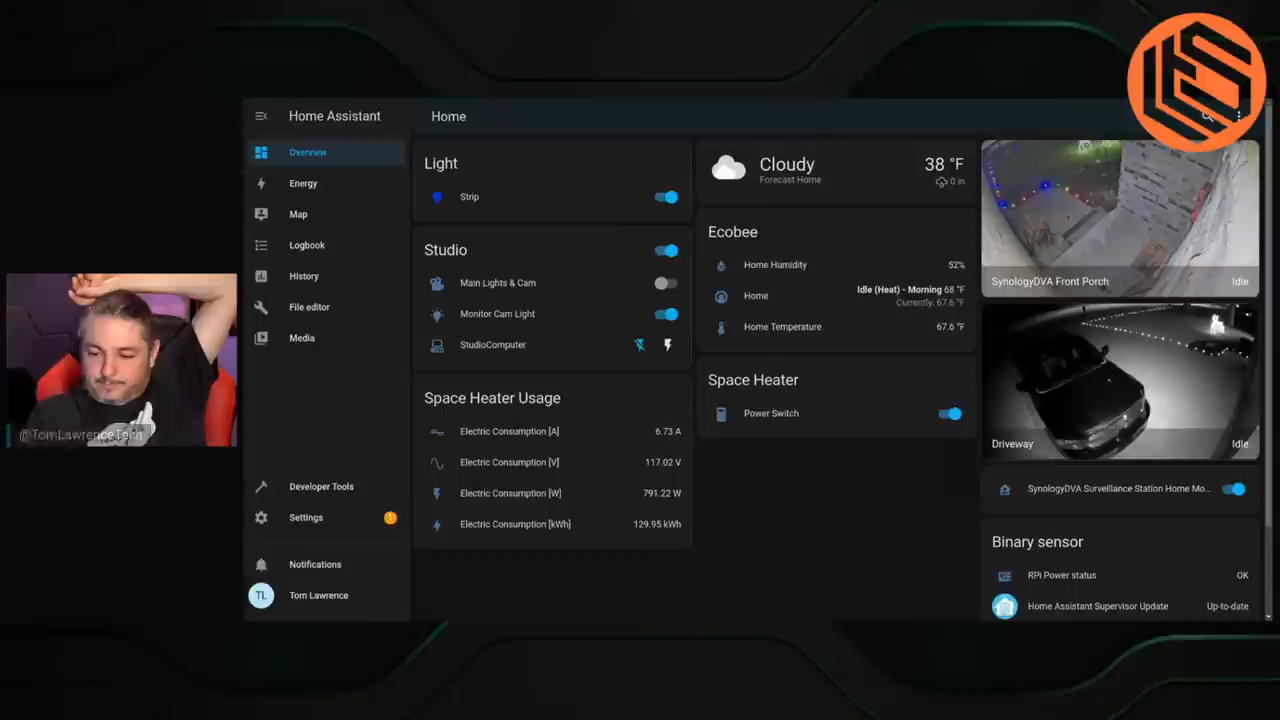 Home Assistant
Home
Overview
Energy
Map
Logbook
History
File editor
Media
Developer Tools
Settings
1
Notifications
TL
Tom Lawrence
Light
Strip
Studio
Main Lights & Cam
Monitor Cam Light
StudioComputer
Space Heater Usage
Electric Consumption [A] 6.73 A
Electric Consumption [V] 117.02 V
Electric Consumption [W] 791.22 W
Electric Consumption [kWh] 129.95 kWh
Cloudy 38 °F
Forecast Home 0 in
Ecobee
Home Humidity 52%
Home Idle (Heat) - Morning 68 °F
Currently: 67.6 °F
Home Temperature 67.6 °F
Space Heater
Power Switch
SynologyDVA Front Porch Idle
Driveway Idle
SynologyDVA Surveillance Station Home Mo...
Binary sensor
RPi Power status OK
Home Assistant Supervisor Update Up-to-date
@TomLawrenceTech